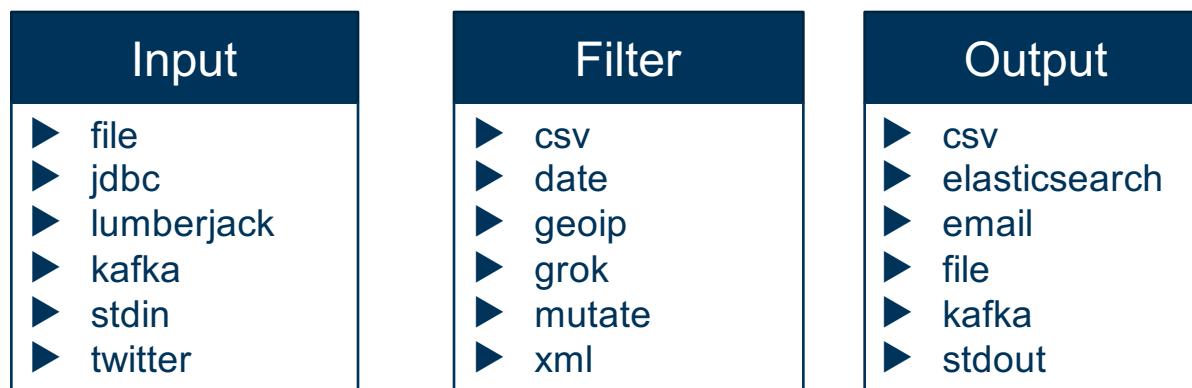 Input
file
jdbc
lumberjack
kafka
stdin
twitter
Filter
csv
date
geoip
grok
mutate
xml
Output
csv
elasticsearch
email
file
kafka
stdout